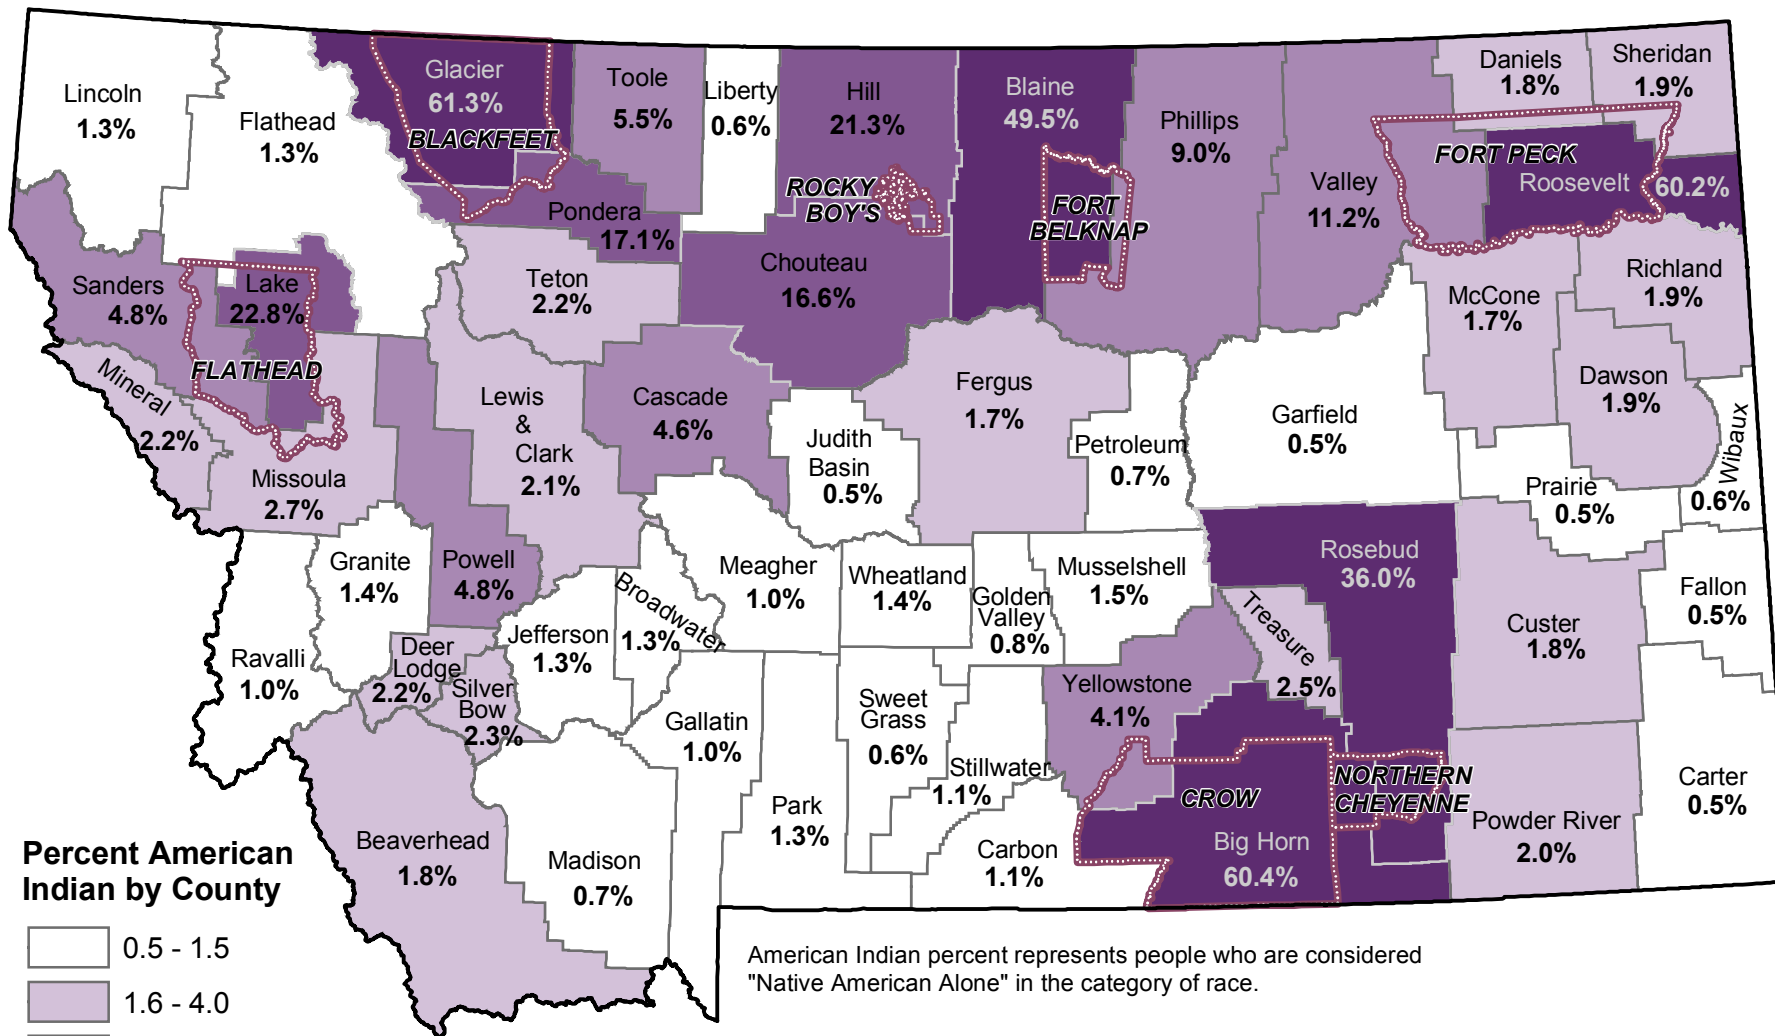 Lincoln
1.3%
Flathead
1.3%
Glacier
61.3%
BLACKFEET
Toole
5.5%
Liberty
0.6%
Hill
21.3%
ROCKY
BOY'S
Blaine
49.5%
FORT
BELKNAP
Phillips
9.0%
Valley
11.2%
Daniels
1.8%
Sheridan
1.9%
FORT PECK
Roosevelt
60.2%
Pondera
17.1%
Teton
2.2%
Chouteau
16.6%
Sanders
4.8%
Lake
22.8%
FLATHEAD
Mineral
2.2%
Missoula
2.7%
Lewis
&
Clark
2.1%
Cascade
4.6%
Judith
Basin
0.5%
Fergus
1.7%
Petroleum
0.7%
Garfield
0.5%
McCone
1.7%
Richland
1.9%
Dawson
1.9%
Wibaux
0.6%
Prairie
0.5%
Granite
1.4%
Powell
4.8%
Ravalli
1.0%
Deer
Lodge
2.2%
Silver
Bow
2.3%
Jefferson
1.3%
Broadwater
1.3%
Meagher
1.0%
Wheatland
1.4%
Golden
Valley
0.8%
Musselshell
1.5%
Rosebud
36.0%
Treasure
2.5%
Custer
1.8%
Fallon
0.5%
Yellowstone
4.1%
Gallatin
1.0%
Park
1.3%
Sweet
Grass
0.6%
Stillwater
1.1%
Carbon
1.1%
CROW
Big Horn
60.4%
NORTHERN
CHEYENNE
Powder River
2.0%
Carter
0.5%
Beaverhead
1.8%
Madison
0.7%
Percent American
Indian by County
0.5 - 1.5
1.6 - 4.0
American Indian percent represents people who are considered
"Native American Alone" in the category of race.